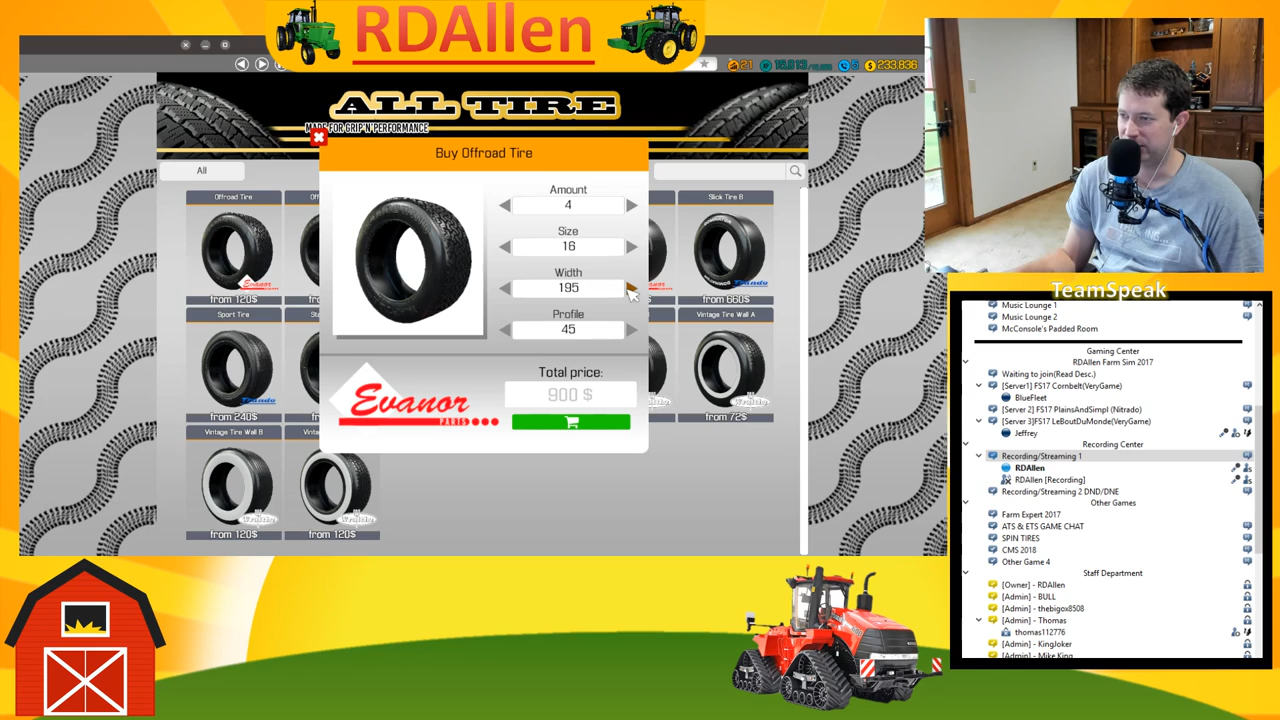 RDAllen
21
5
$ 233,836
ALL TIRE
MADE FOR GRIP'N'PERFORMANCE
Buy Offroad Tire
All
Amount
4
Size
16
Width
195
Profile
45
Total price:
900 $
Evanor
PARTS
Offroad Tire
Slick Tire B
from 120$
from 660$
Sport Tire
Vintage Tire Wall A
from 240$
from 72$
Vintage Tire Wall B
from 120$
from 120$
TeamSpeak
Music Lounge 1
Music Lounge 2
McConsole's Padded Room
Gaming Center
RDAllen Farm Sim 2017
Waiting to join(Read Desc.)
[Server1] FS17 Cornbelt(VeryGame)
BlueFleet
[Server 2] FS17 PlainsAndSimpl (Nitrado)
[Server 3]FS17 LeBoutDuMonde(VeryGame)
Jeffrey
Recording Center
Recording/Streaming 1
RDAllen
RDAllen [Recording]
Recording/Streaming 2 DND/DNE
Other Games
Farm Expert 2017
ATS & ETS GAME CHAT
SPIN TIRES
CMS 2018
Other Game 4
Staff Department
[Owner] - RDAllen
[Admin] - BULL
[Admin] - thebigox8508
[Admin] - Thomas
thomas112776
[Admin] - KingJoker
[Admin] - Mike King